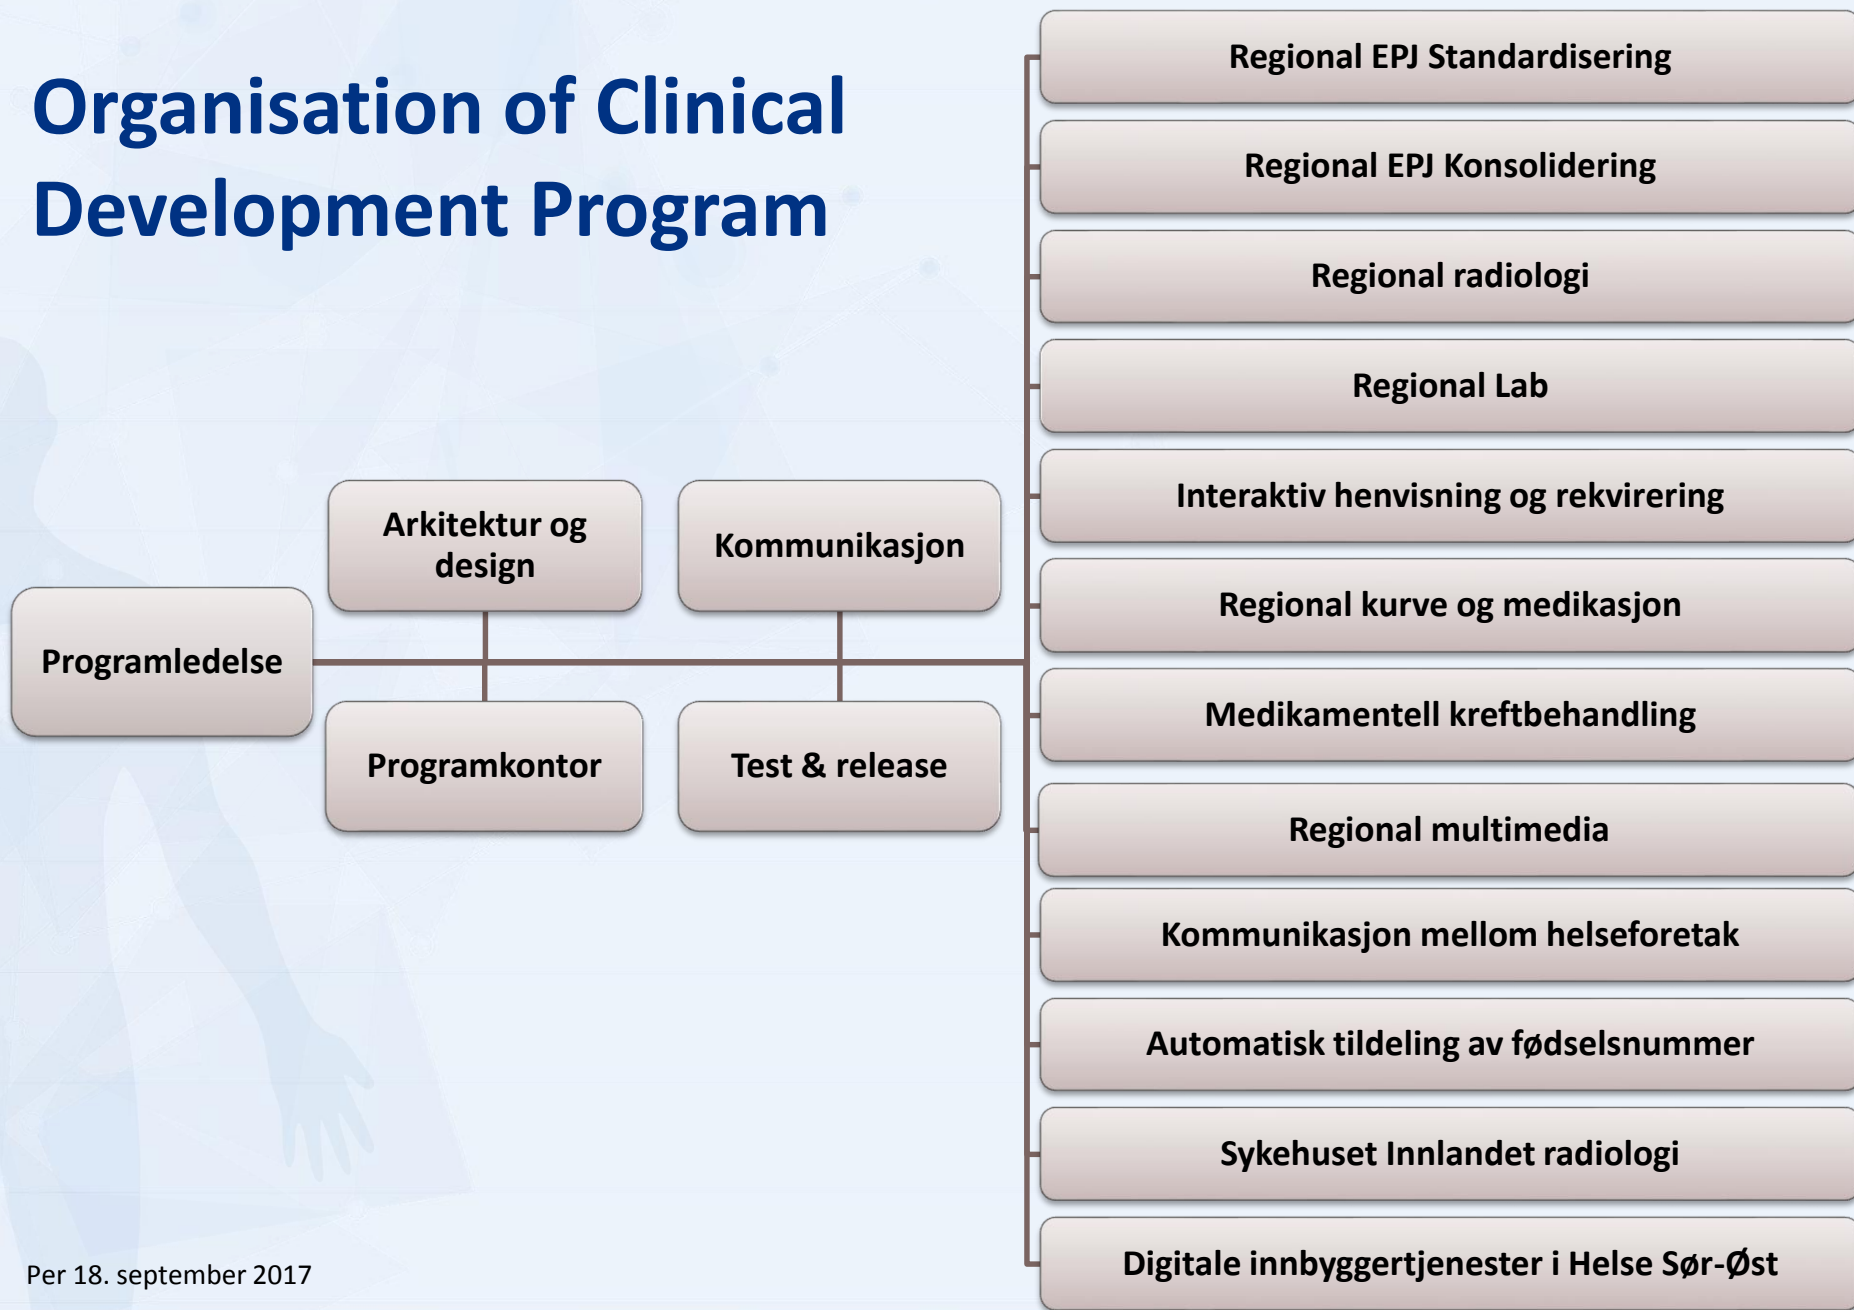 Organisation of Clinical
Development Program
Programledelse
Arkitektur og
design
Kommunikasjon
Programkontor
Test & release
Regional EPJ Standardisering
Regional EPJ Konsolidering
Regional radiologi
Regional Lab
Interaktiv henvisning og rekvirering
Regional kurve og medikasjon
Medikamentell kreftbehandling
Regional multimedia
Kommunikasjon mellom helseforetak
Automatisk tildeling av fødselsnummer
Sykehuset Innlandet radiologi
Digitale innbyggertjenester i Helse Sør-Øst
Per 18. september 2017